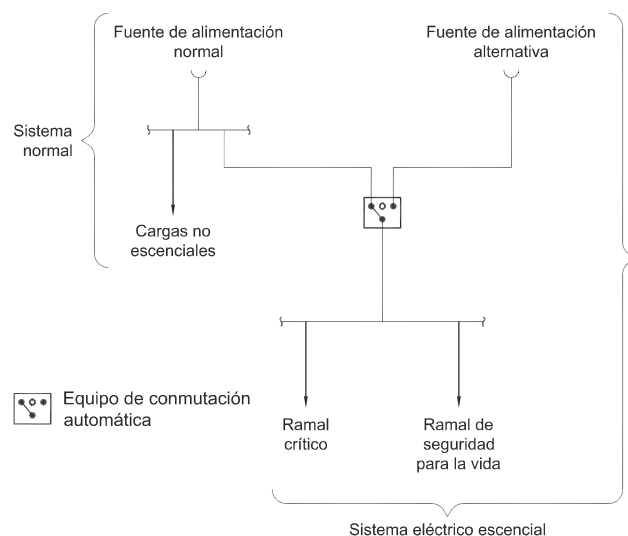 Fuente de alimentación
normal
Fuente de alimentación
alternativa
Sistema
normal
Cargas no
escenciales
Equipo de conmutación
automática
Ramal
crítico
Ramal de
seguridad
para la vida
Sistema eléctrico escencial